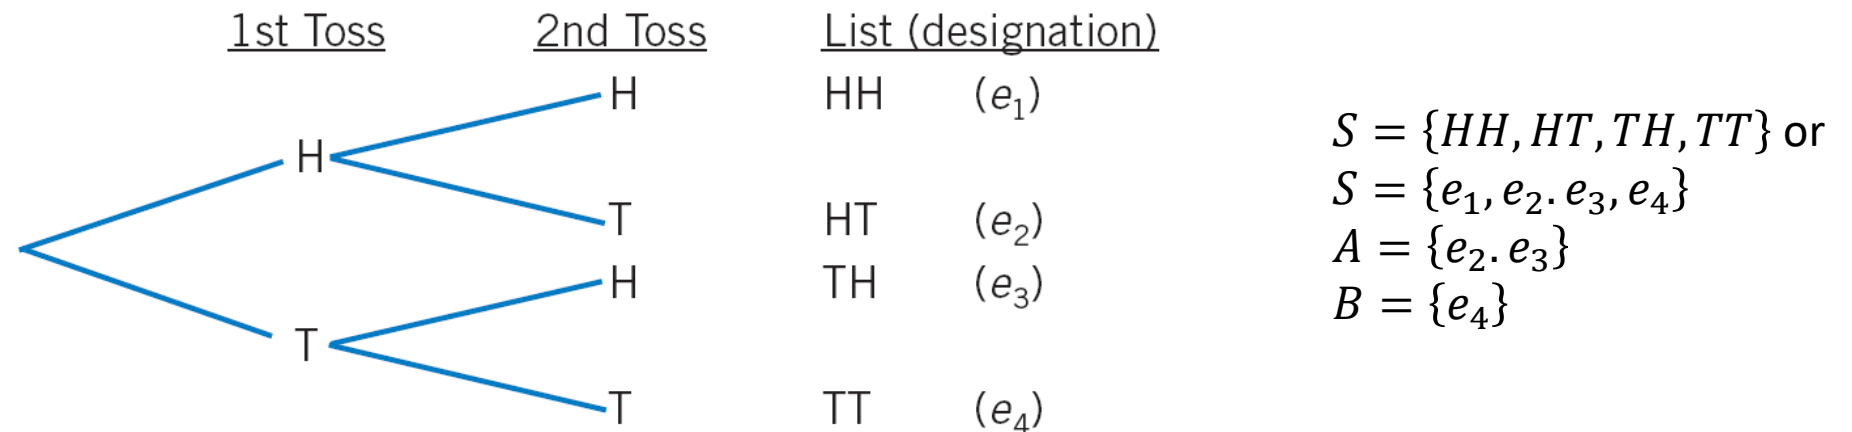 1st Toss 2nd Toss List (designation)
H HH (e₁)
H
T HT (e₂)
H TH (e₃)
T
T TT (e₄)
S = {HH, HT, TH, TT} or
S = {e₁, e₂. e₃, e₄}
A = {e₂. e₃}
B = {e₄}